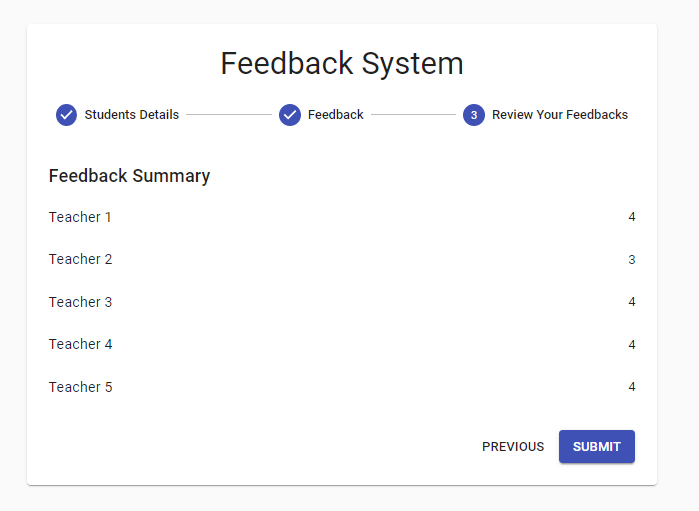 Feedback System
Students Details Feedback 3 Review Your Feedbacks
Feedback Summary
Teacher 1 4
Teacher 2 3
Teacher 3 4
Teacher 4 4
Teacher 5 4
PREVIOUS SUBMIT